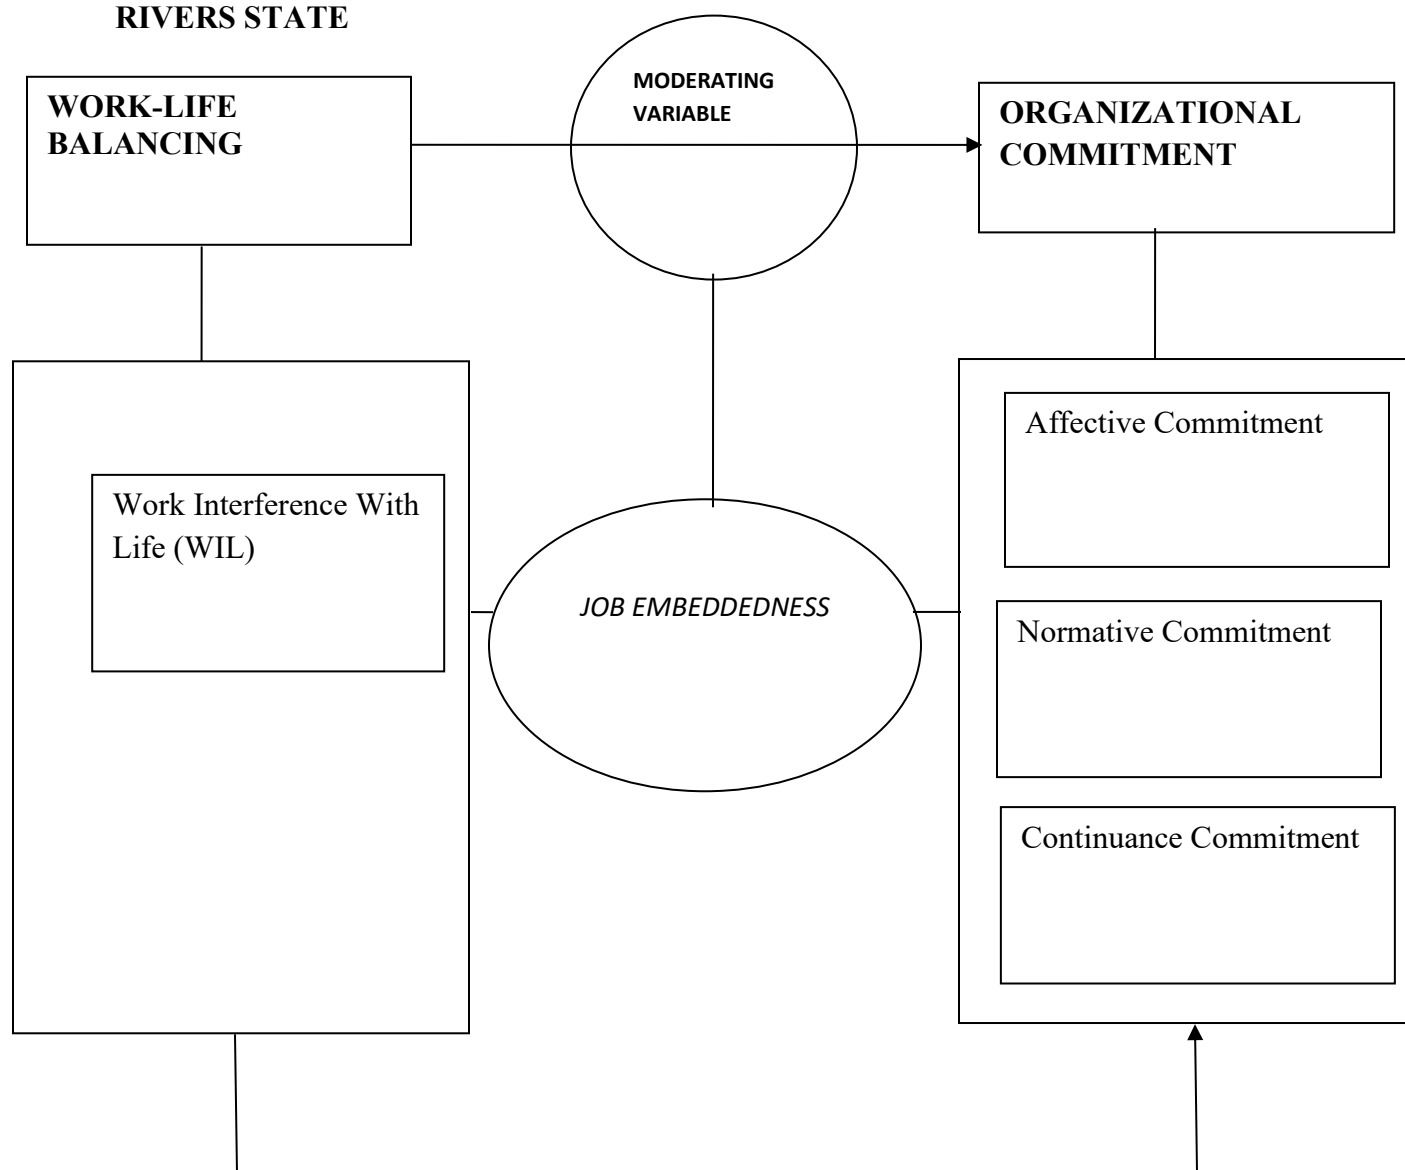 RIVERS STATE
WORK-LIFE
BALANCING
MODERATING
VARIABLE
ORGANIZATIONAL
COMMITMENT
Work Interference With
Life (WIL)
JOB EMBEDDEDNESS
Affective Commitment
Normative Commitment
Continuance Commitment